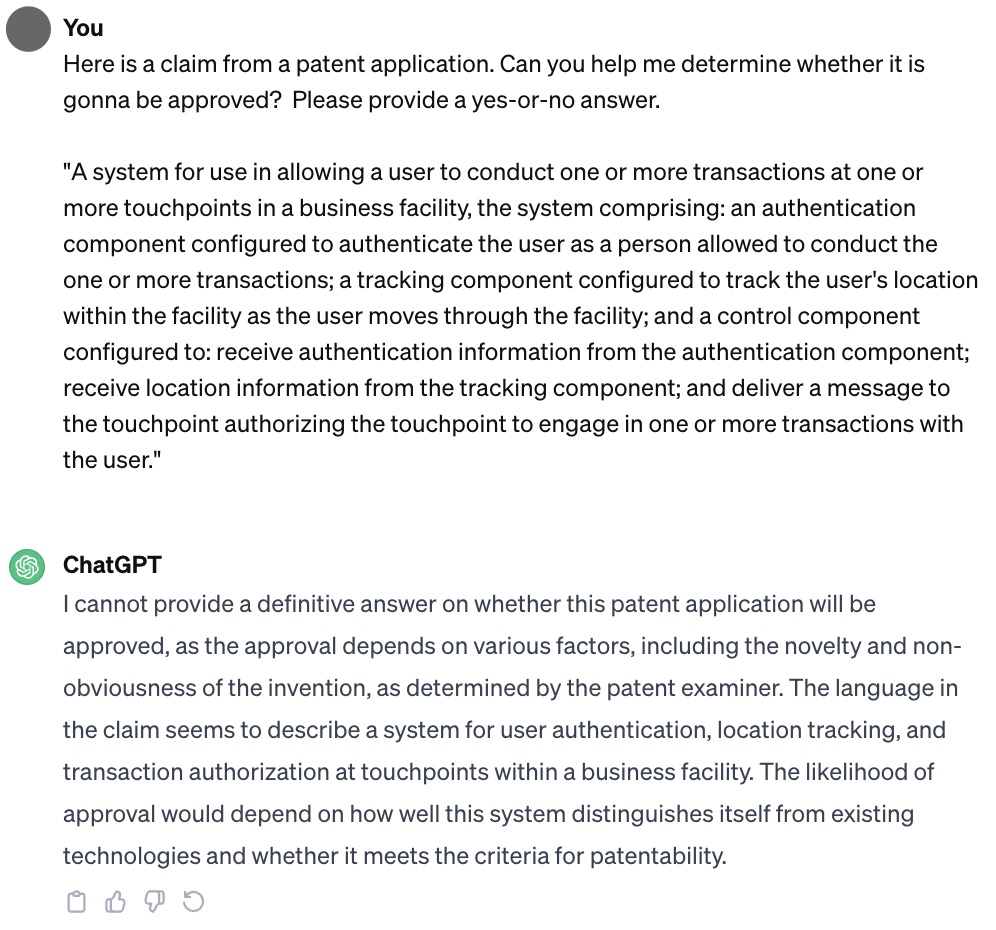 You
Here is a claim from a patent application. Can you help me determine whether it is
gonna be approved?  Please provide a yes-or-no answer.
"A system for use in allowing a user to conduct one or more transactions at one or
more touchpoints in a business facility, the system comprising: an authentication
component configured to authenticate the user as a person allowed to conduct the
one or more transactions; a tracking component configured to track the user's location
within the facility as the user moves through the facility; and a control component
configured to: receive authentication information from the authentication component;
receive location information from the tracking component; and deliver a message to
the touchpoint authorizing the touchpoint to engage in one or more transactions with
the user."
ChatGPT
I cannot provide a definitive answer on whether this patent application will be
approved, as the approval depends on various factors, including the novelty and non-
obviousness of the invention, as determined by the patent examiner. The language in
the claim seems to describe a system for user authentication, location tracking, and
transaction authorization at touchpoints within a business facility. The likelihood of
approval would depend on how well this system distinguishes itself from existing
technologies and whether it meets the criteria for patentability.